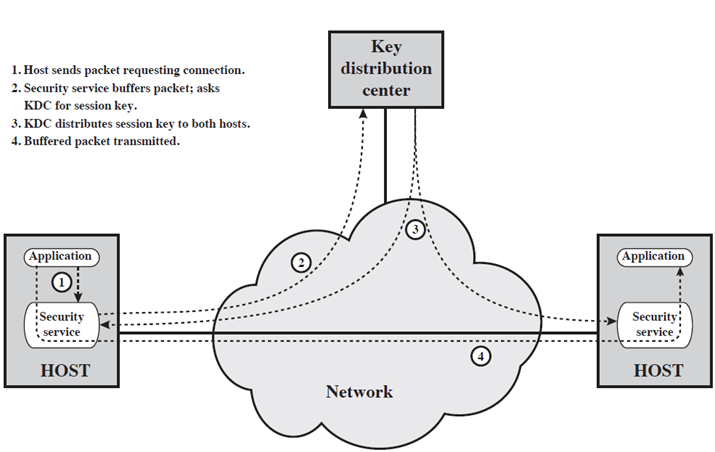 Key
distribution
center
1. Host sends packet requesting connection.
2. Security service buffers packet; asks
KDC for session key.
3. KDC distributes session key to both hosts.
4. Buffered packet transmitted.
3
2
Application
1
Security
service
HOST
Application
Security
service
HOST
4
Network